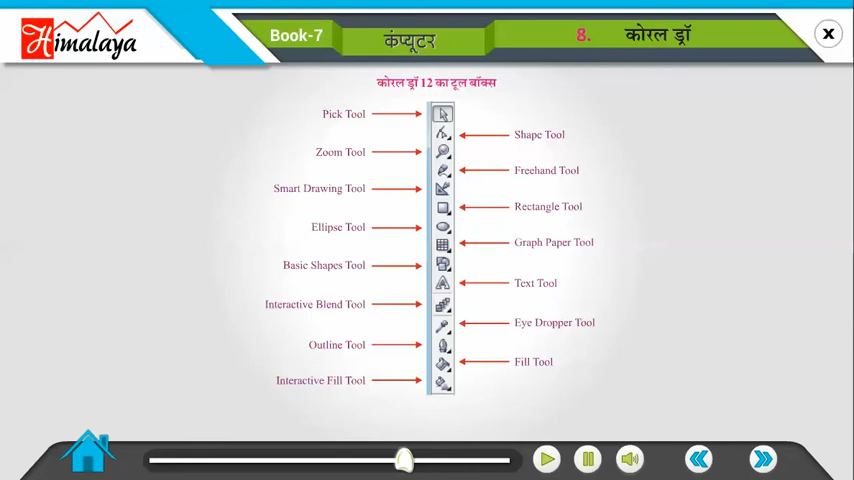 Himalaya
Book-7
कंप्यूटर
8. कोरल ड्रॉ
X
कोरल ड्रॉ 12 का टूल बॉक्स
Pick Tool
Shape Tool
Zoom Tool
Freehand Tool
Smart Drawing Tool
Rectangle Tool
Ellipse Tool
Graph Paper Tool
Basic Shapes Tool
Text Tool
Interactive Blend Tool
Eye Dropper Tool
Outline Tool
Fill Tool
Interactive Fill Tool